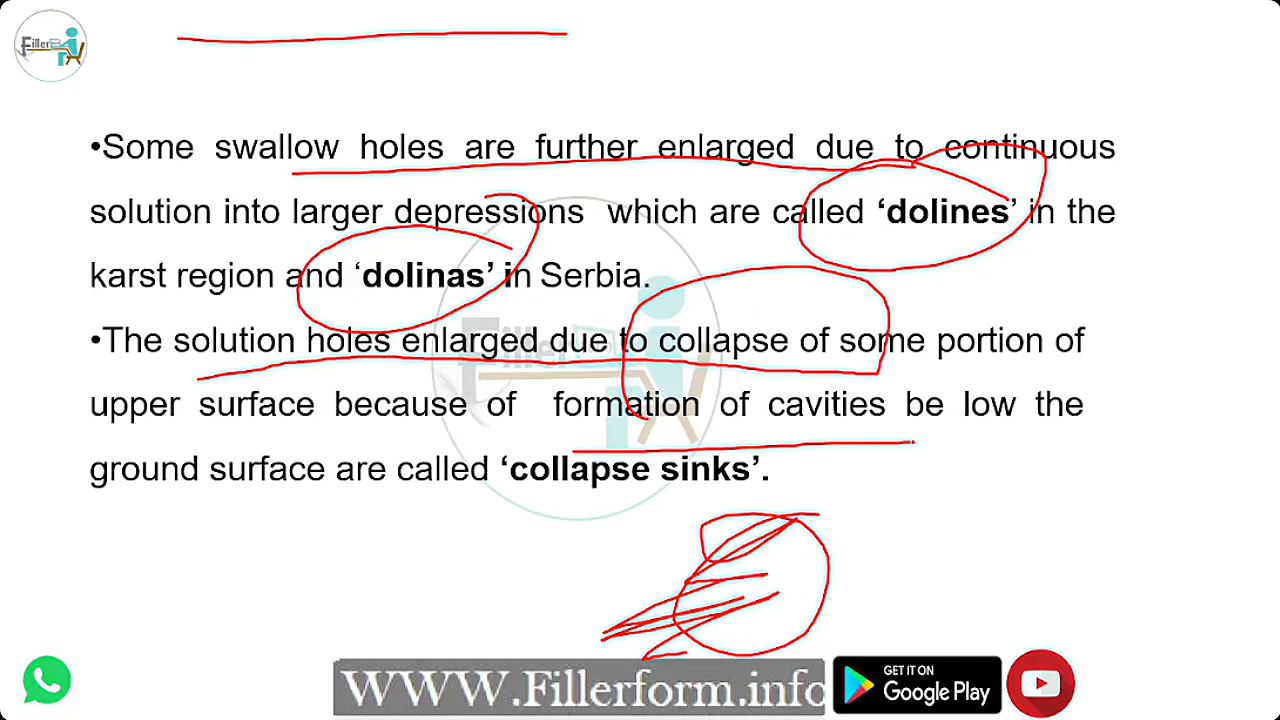 Filler
•Some swallow holes are further enlarged due to continuous
solution into larger depressions which are called ‘dolines’ in the
karst region and ‘dolinas’ in Serbia.
•The solution holes enlarged due to collapse of some portion of
upper surface because of formation of cavities be low the
ground surface are called ‘collapse sinks’.
WWW.Fillerform.info
GET IT ON
Google Play